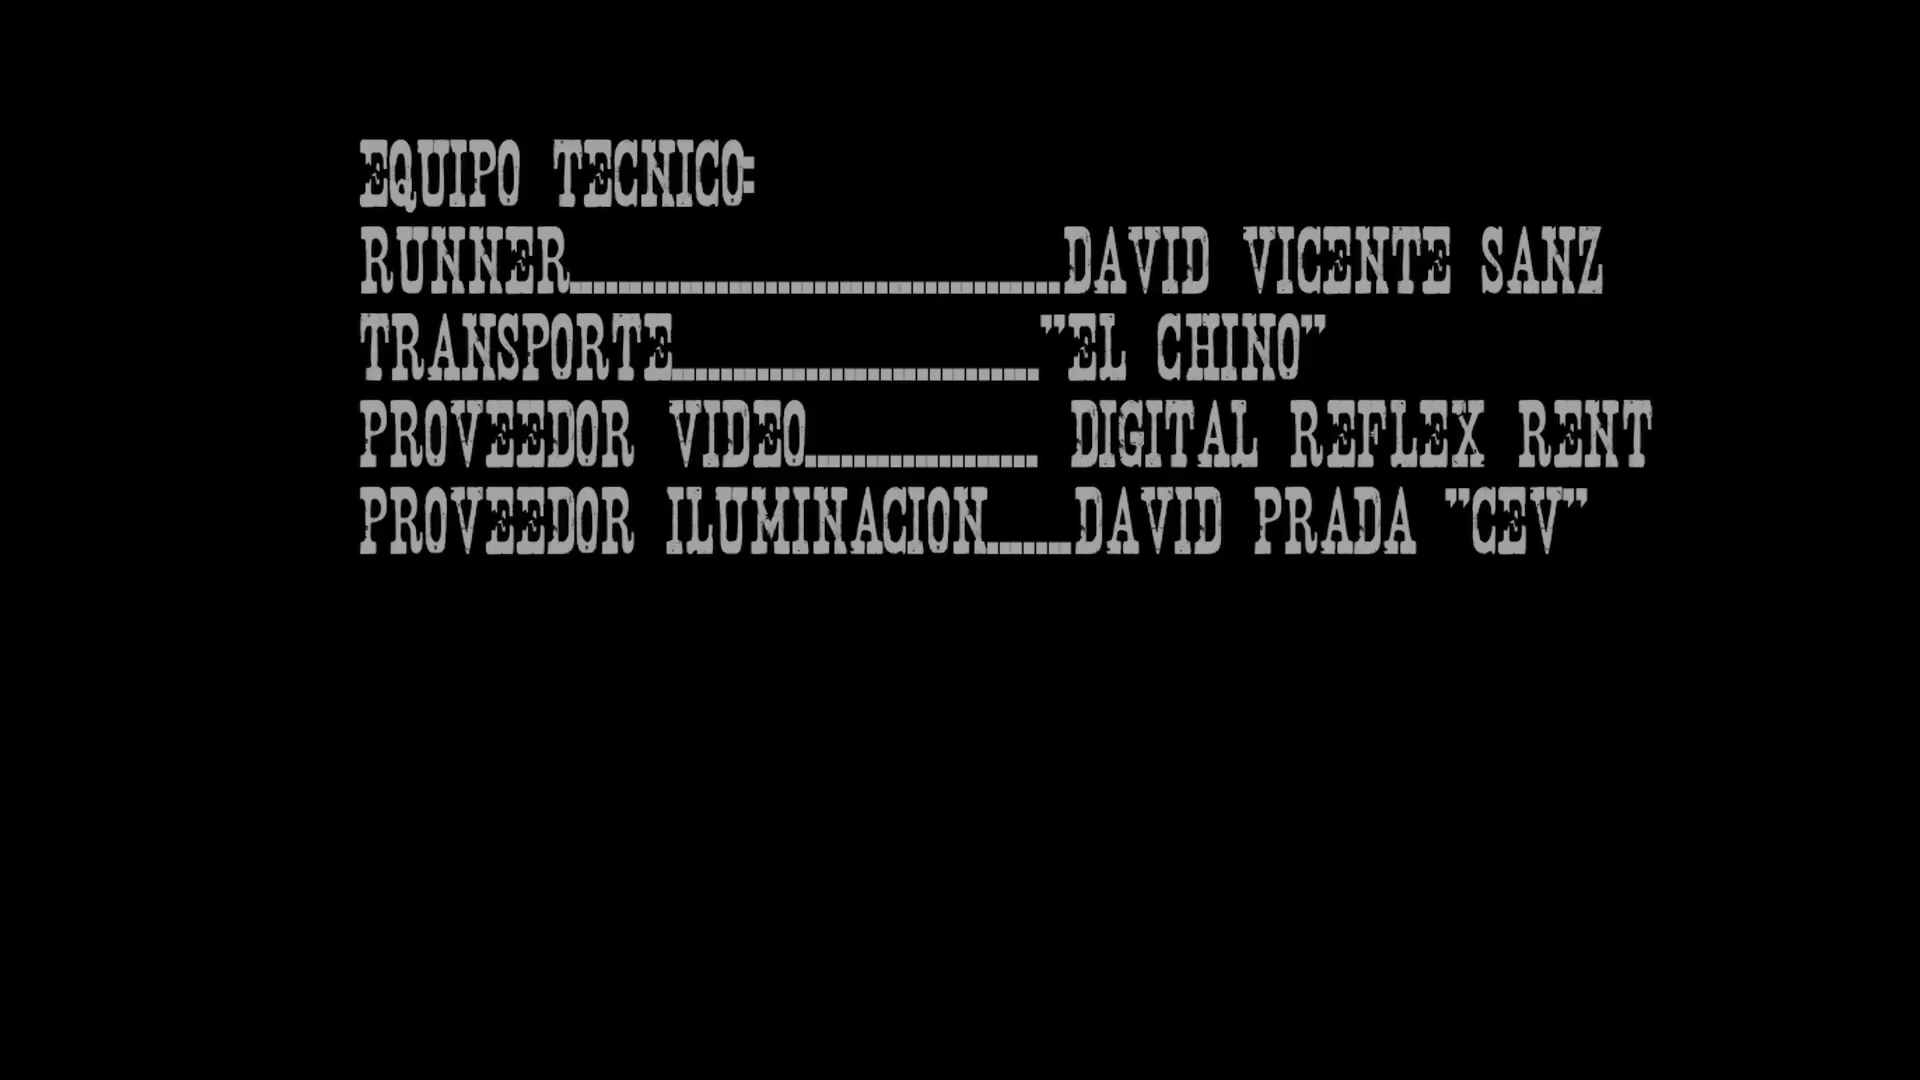 EQUIPO TECNICO:
RUNNER........................................DAVID VICENTE SANZ
TRANSPORTE..............................."EL CHINO"
PROVEEDOR VIDEO................... DIGITAL REFLEX RENT
PROVEEDOR ILUMINACION.......DAVID PRADA "CEV"